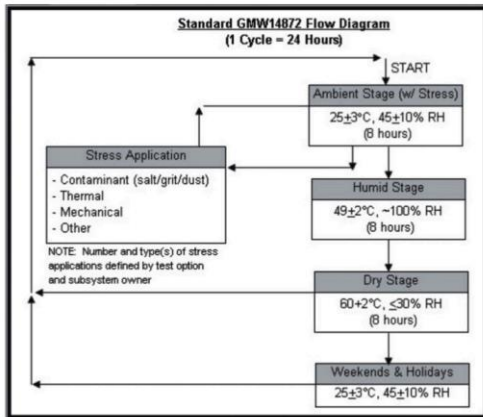 Standard GMW14872 Flow Diagram
(1 Cycle = 24 Hours)
START
Ambient Stage (w/ Stress)
25±3°C, 45±10% RH
(8 hours)
Stress Application
- Contaminant (salt/grit/dust)
- Thermal
- Mechanical
- Other
NOTE: Number and type(s) of stress
applications defined by test option
and subsystem owner
Humid Stage
49±2°C, ~100% RH
(8 hours)
Dry Stage
60+2°C, ≤30% RH
(8 hours)
Weekends & Holidays
25±3°C, 45±10% RH